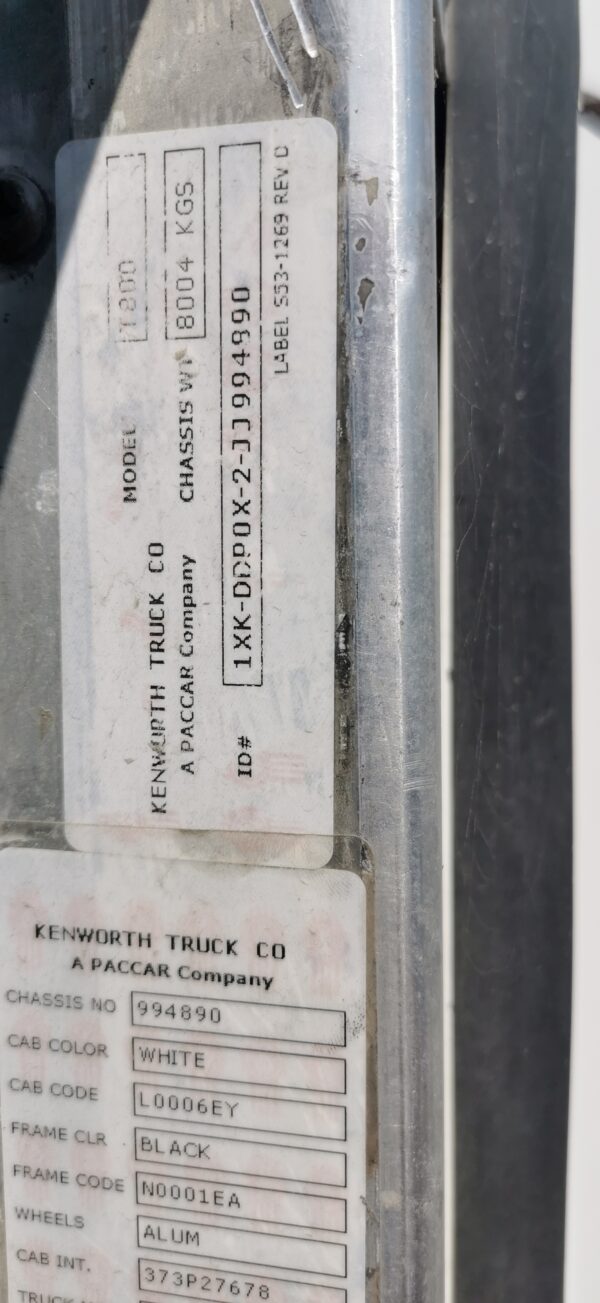 KENWORTH TRUCK CO
A PACCAR Company
MODEL T800
CHASSIS WT 8004 KGS
ID# 1XK-DDP0X-2-JJ994890
LABEL S53-1269 REV D
KENWORTH TRUCK CO
A PACCAR Company
CHASSIS NO 994890
CAB COLOR WHITE
CAB CODE L0006EY
FRAME CLR BLACK
FRAME CODE N0001EA
WHEELS ALUM
CAB INT. 373P27678